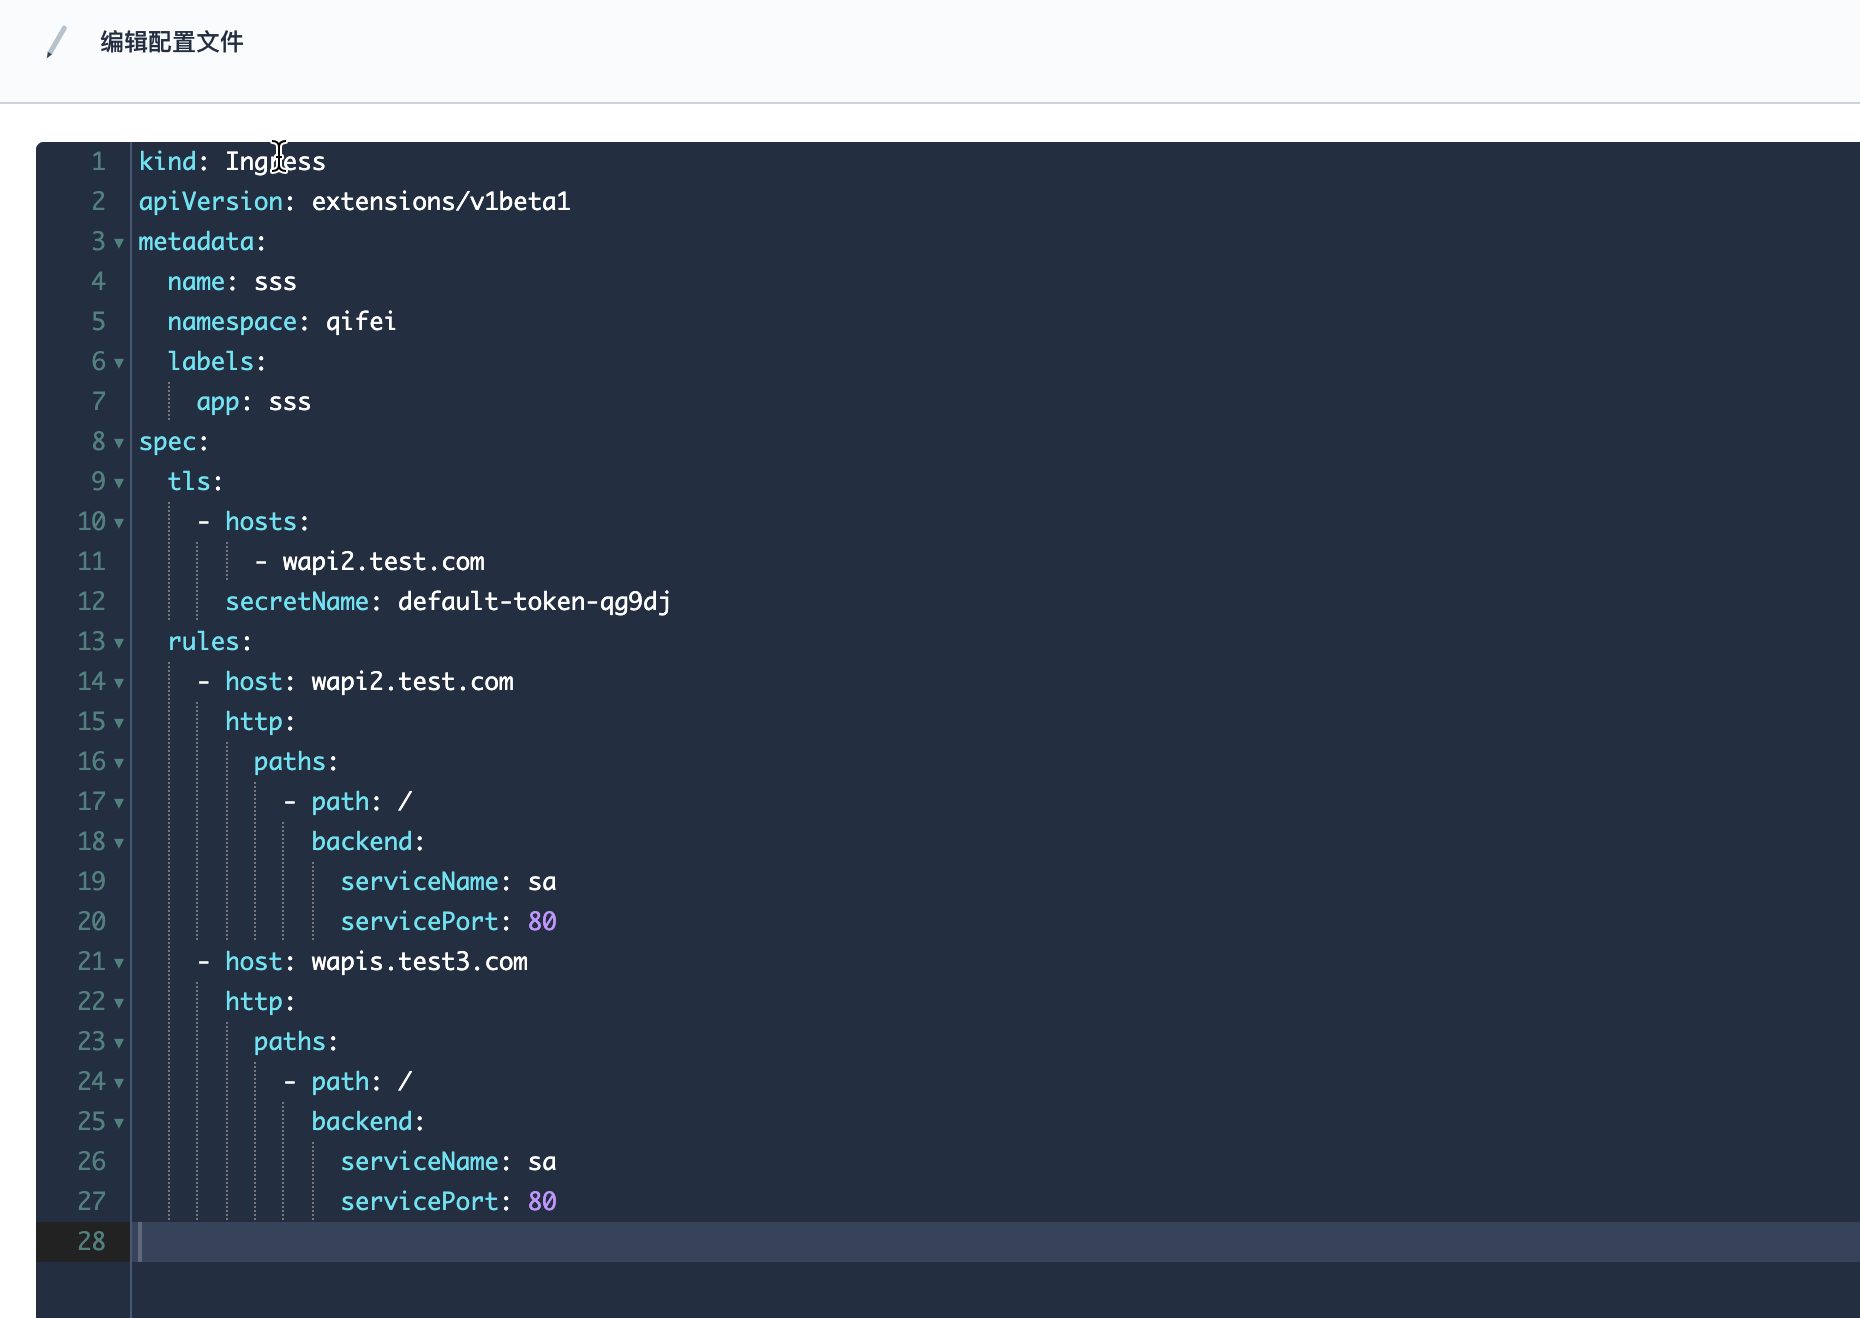 编辑配置文件
1 kind: Ingress
2 apiVersion: extensions/v1beta1
3 metadata:
4   name: sss
5   namespace: qifei
6   labels:
7     app: sss
8 spec:
9   tls:
10     - hosts:
11         - wapi2.test.com
12       secretName: default-token-qg9dj
13   rules:
14     - host: wapi2.test.com
15       http:
16         paths:
17           - path: /
18             backend:
19               serviceName: sa
20               servicePort: 80
21     - host: wapis.test3.com
22       http:
23         paths:
24           - path: /
25             backend:
26               serviceName: sa
27               servicePort: 80
28